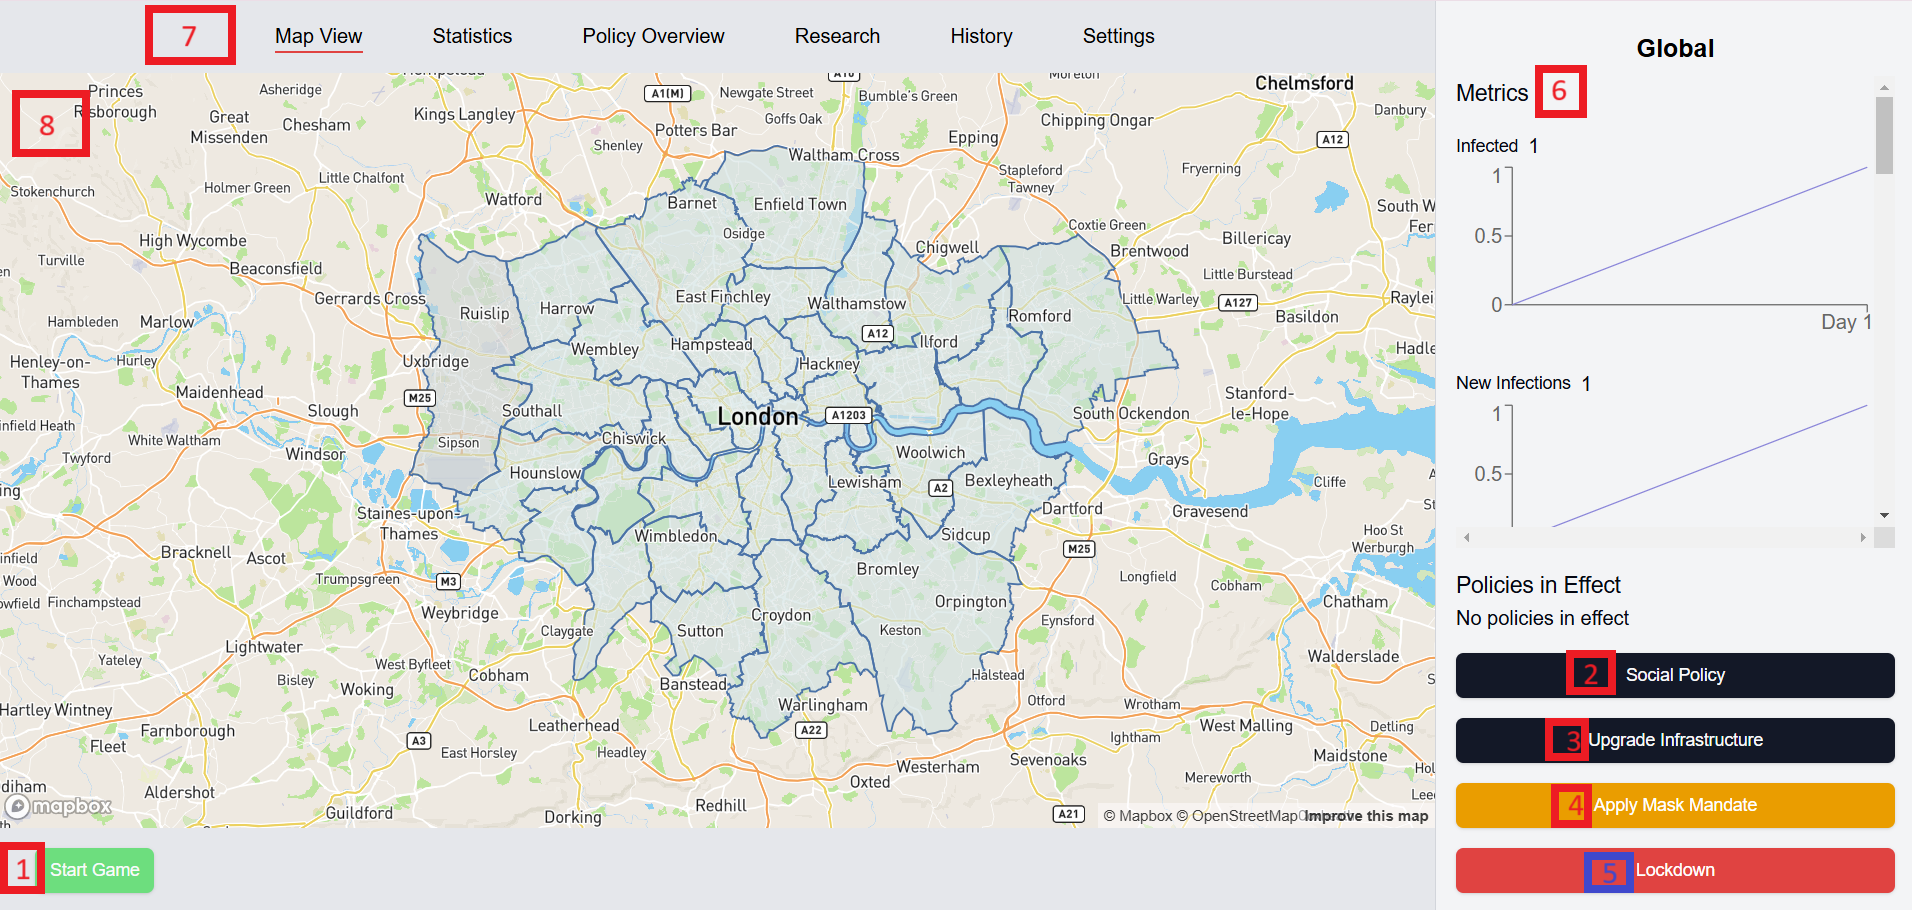 7
Map View
Statistics
Policy Overview
Research
History
Settings
Global
Metrics
6
Infected 1
1
0.5
0
Day 1
New Infections 1
1
0.5
Policies in Effect
No policies in effect
2
Social Policy
3
Upgrade Infrastructure
4
Apply Mask Mandate
5
Lockdown
1
Start Game
8
Princes
Risborough
Asheridge
Great
Missenden
Chesham
Kings Langley
A1(M)
Newgate Street
Goffs Oak
A10
Bumble's Green
Moreton
Chelmsford
Danbury
Potters Bar
Shenley
Epping
Chipping Ongar
A12
Waltham Cross
Stapleford
Tawney
Fryerning
Stokenchurch
Holmer Green
Little Chalfont
Watford
Barnet
Enfield Town
Osidge
Chigwell
Coxtie Green
Brentwood
Billericay
South W
Fer
High Wycombe
Turville
Beaconsfield
Gerrards Cross
Little Burstead
Little Warley
A127
Basildon
Raylei
Hambleden
Marlow
Ruislip
Harrow
East Finchley
Walthamstow
Romford
A12
Ilford
Wembley
Hampstead
Hackney
Hadle
Henley-on-
Thames
Hurley
Uxbridge
Maidenhead
M25
Slough
Southall
London
A1203
South Ockendon
Stanford-
le-Hope
nfield Heath
White Waltham
Twyford
Windsor
Sipson
Chiswick
Hounslow
Woolwich
Lewisham
A2
Bexleyheath
Grays
Cliffe
Gravesend
Dartford
ing
Staines-upon-
Thames
Wimbledon
Sidcup
M25
Hoo St
Werburgh
Bracknell
Ascot
infield
Wood
owfield
Finchampstead
Trumpsgreen
M3
Weybridge
Bromley
Orpington
Longfield
Cobham
Chatham
Claygate
Sutton
Croydon
Keston
Eynsford
Walderslade
Lightwater
Yateley
Bisley
West Byfleet
Woking
Cobham
Banstead
Halstead
Otford
Wrotham
Hartley Wintney
Farnborough
Fleet
Leatherhead
Warlingham
A22
West Malling
Detling
A3
East Horsley
Headley
Westerham
Sevenoaks
Ightham
Maidstone
Hol
diham
Aldershot
Guildford
Dorking
Redhill
Oxted
Mereworth
Lee
A21
mapbox
© Mapbox © OpenStreetMap Improve this map